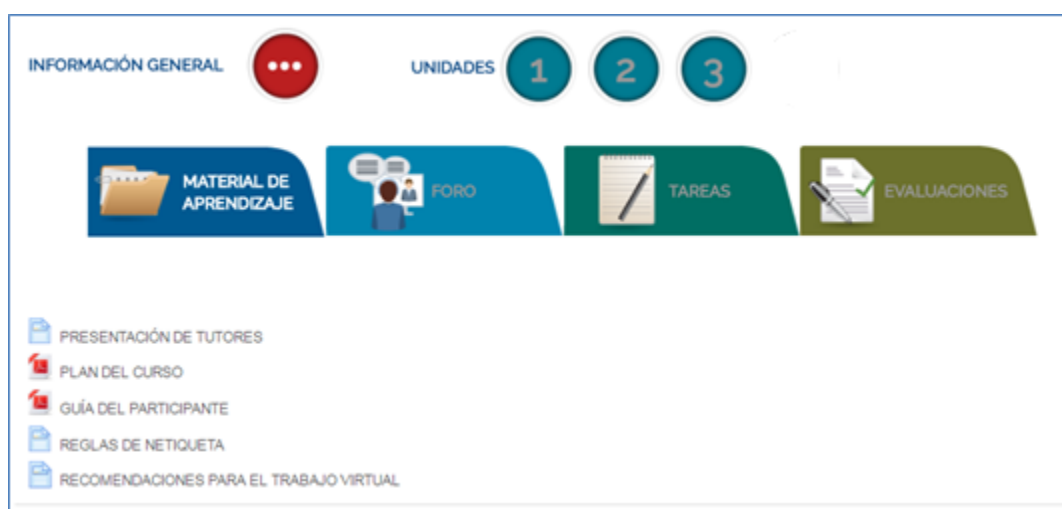 INFORMACIÓN GENERAL
UNIDADES 1 2 3
MATERIAL DE
APRENDIZAJE
FORO
TAREAS
EVALUACIONES
PRESENTACIÓN DE TUTORES
PLAN DEL CURSO
GUÍA DEL PARTICIPANTE
REGLAS DE NETIQUETA
RECOMENDACIONES PARA EL TRABAJO VIRTUAL